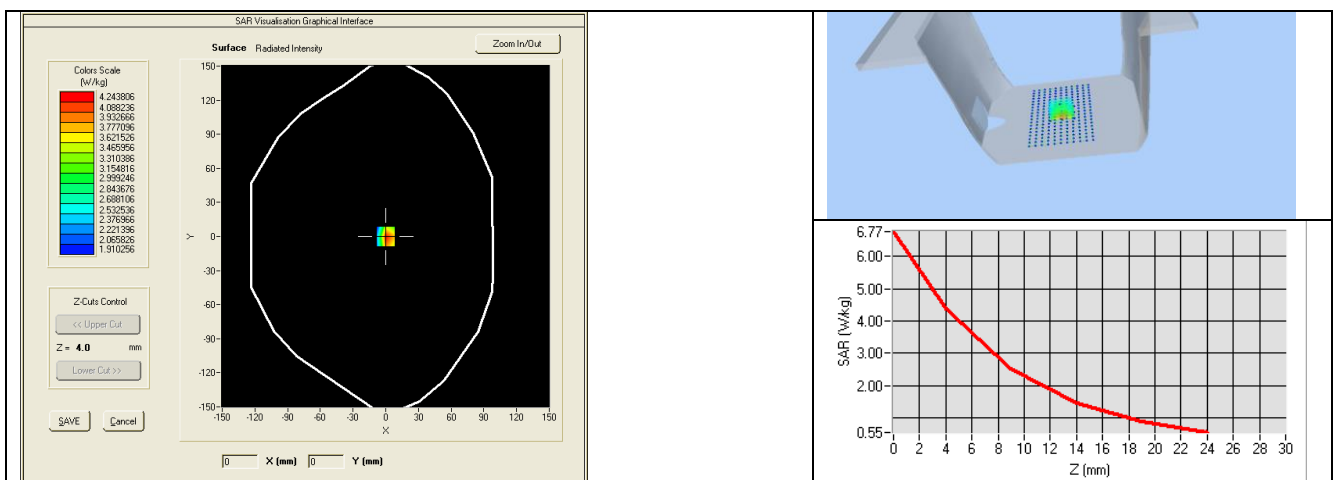 SAR Visualisation Graphical Interface
Surface Radiated Intensity
Zoom In/Out
Colors Scale
(W/kg)
4.243806
4.088236
3.932666
3.777096
3.621526
3.465956
3.310386
3.154816
2.999246
2.843676
2.688106
2.532536
2.376966
2.221396
2.065826
1.910256
Z-Cuts Control
<< Upper Cut
Z = 4.0 mm
Lower Cut >>
SAVE Cancel
150
120
90
60
30
0
-30
-60
-90
-120
-150
Y
-150 -120 -90 -60 -30 0 30 60 90 120 150
X
0 X (mm) 0 Y (mm)
6.77
6.00
5.00
4.00
3.00
2.00
0.55
SAR (W/kg)
0 2 4 6 8 10 12 14 16 18 20 22 24 26 28 30
Z (mm)